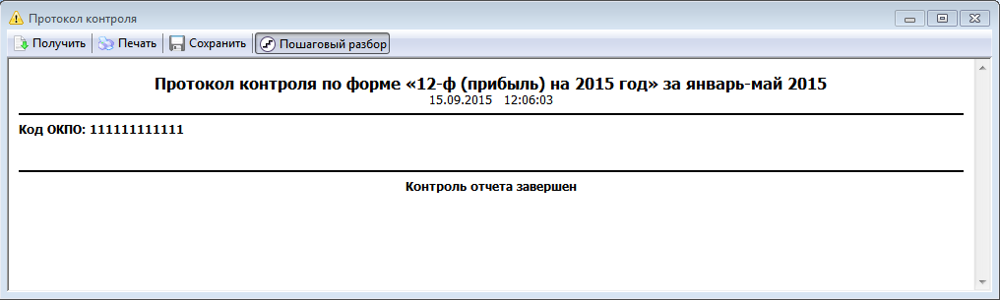 Протокол контроля
Получить Печать Сохранить Пошаговый разбор
Протокол контроля по форме «12-ф (прибыль) на 2015 год» за январь-май 2015
15.09.2015 12:06:03
Код ОКПО: 111111111111
Контроль отчета завершен